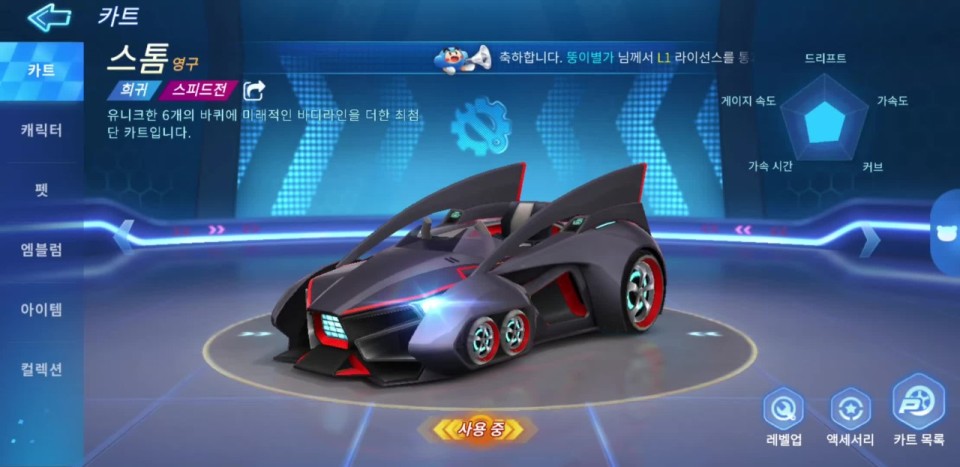 카트
스톰 영구
희귀 스피드전
유니크한 6개의 바퀴에 미래적인 바디라인을 더한 최첨
단 카트입니다.
축하합니다. 뚱이별가 님께서 L1 라이선스를 통
드리프트
게이지 속도
가속도
가속 시간
커브
카트
캐릭터
펫
엠블럼
아이템
컬렉션
사용 중
레벨업
액세서리
카트 목록